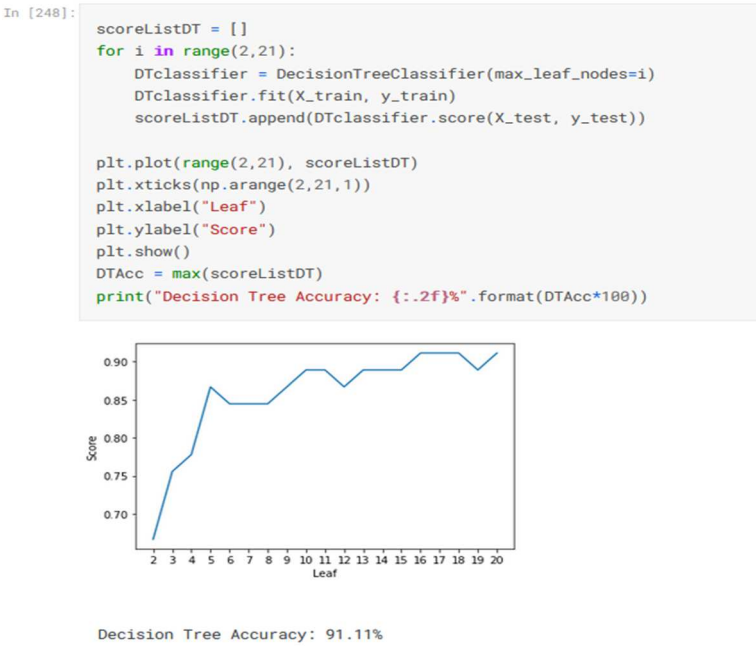 In [248]:
scoreListDT = []
for i in range(2,21):
    DTclassifier = DecisionTreeClassifier(max_leaf_nodes=i)
    DTclassifier.fit(X_train, y_train)
    scoreListDT.append(DTclassifier.score(X_test, y_test))

plt.plot(range(2,21), scoreListDT)
plt.xticks(np.arange(2,21,1))
plt.xlabel("Leaf")
plt.ylabel("Score")
plt.show()
DTAcc = max(scoreListDT)
print("Decision Tree Accuracy: {:.2f}%".format(DTAcc*100))
0.90
0.85
0.80
0.75
0.70
Score
2 3 4 5 6 7 8 9 10 11 12 13 14 15 16 17 18 19 20
Leaf
Decision Tree Accuracy: 91.11%